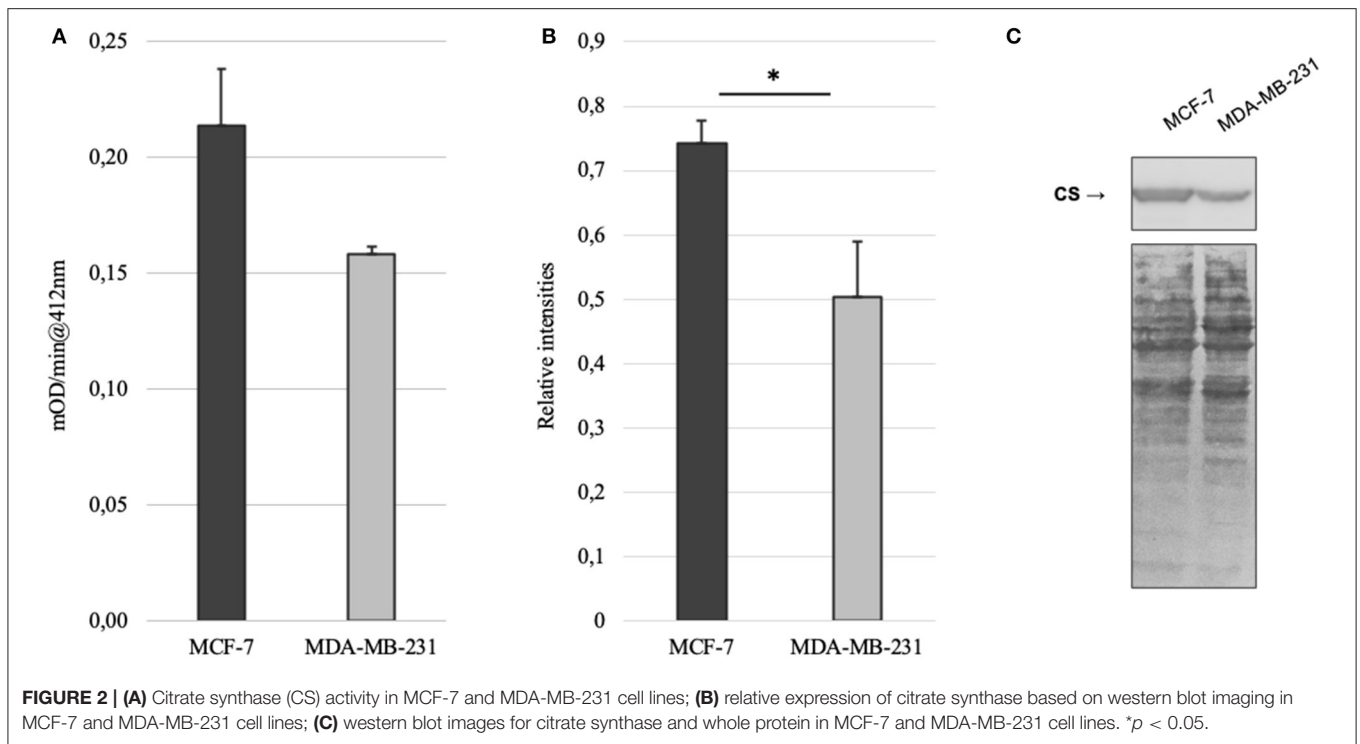 A
0,25
0,20
0,15
0,10
0,05
0,00
mOD/min@412nm
MCF-7 MDA-MB-231
B
0,9
0,8
0,7
0,6
0,5
0,4
0,3
0,2
0,1
0
Relative intensities
*
MCF-7 MDA-MB-231
C
MCF-7 MDA-MB-231
CS →
FIGURE 2 | (A) Citrate synthase (CS) activity in MCF-7 and MDA-MB-231 cell lines; (B) relative expression of citrate synthase based on western blot imaging in
MCF-7 and MDA-MB-231 cell lines; (C) western blot images for citrate synthase and whole protein in MCF-7 and MDA-MB-231 cell lines. *p < 0.05.